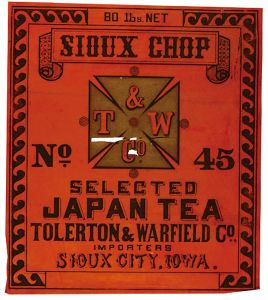 80 lbs. NET
SIOUX CHOP
&
T W
Co
No 45
SELECTED
JAPAN TEA
TOLERTON & WARFIELD Co.
IMPORTERS
SIOUX CITY, IOWA.